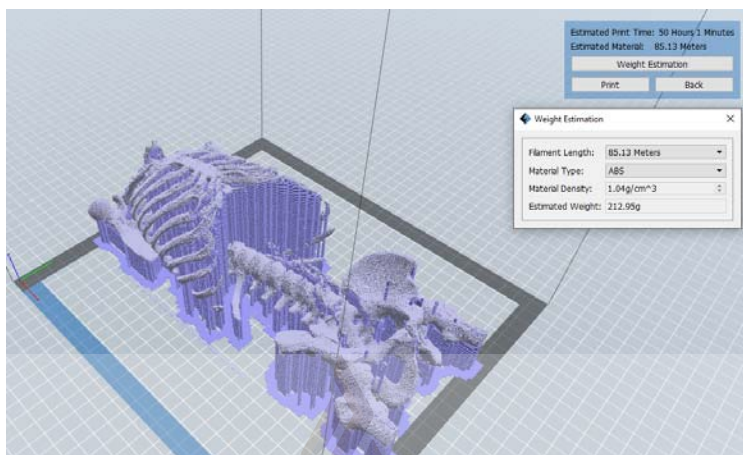 Estimated Print Time: 50 Hours 1 Minutes
Estimated Material: 85.13 Meters
Weight Estimation
Print Back
Weight Estimation
Filament Length: 85.13 Meters
Material Type: ABS
Material Density: 1.04g/cm^3
Estimated Weight: 212.95g